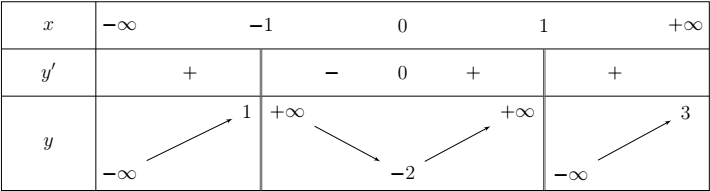 x −∞ −1 0 1 +∞
y′ + − 0 + +
1 +∞ +∞ 3
y
−∞ −2 −∞